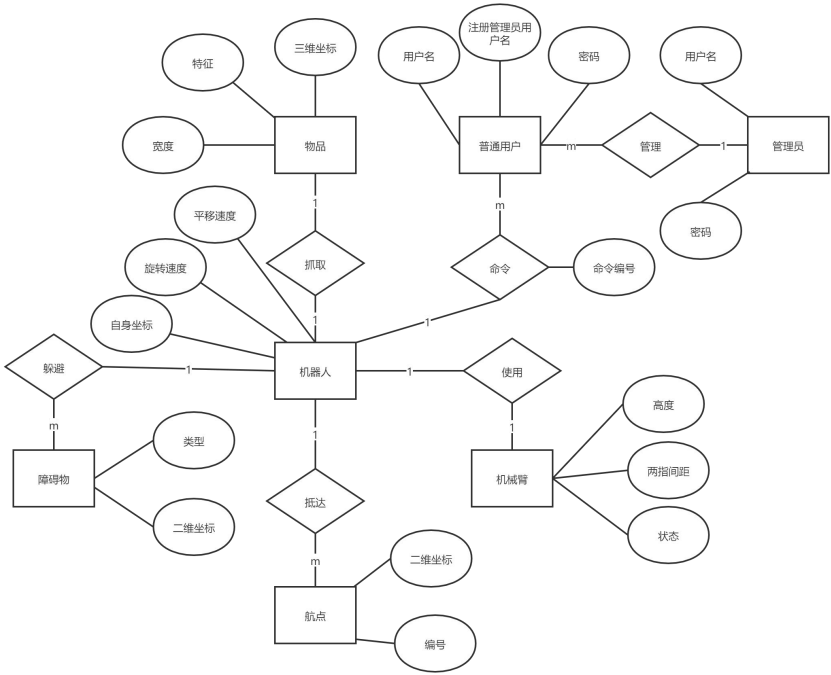 三维坐标
注册管理员用
户名
特征
用户名
密码
用户名
宽度
物品
普通用户
m
管理
1
管理员
1
m
平移速度
密码
旋转速度
抓取
命令
命令编号
自身坐标
1
1
躲避
1
机器人
1
使用
m
1
1
高度
类型
障碍物
机械臂
两指间距
二维坐标
抵达
状态
m
二维坐标
航点
编号